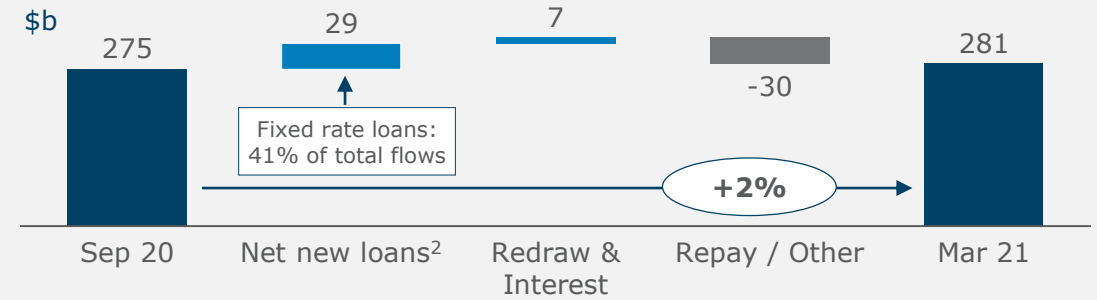 $b
275
29
7
-30
281
Fixed rate loans:
41% of total flows
+2%
Sep 20
Net new loans²
Redraw &
Interest
Repay / Other
Mar 21